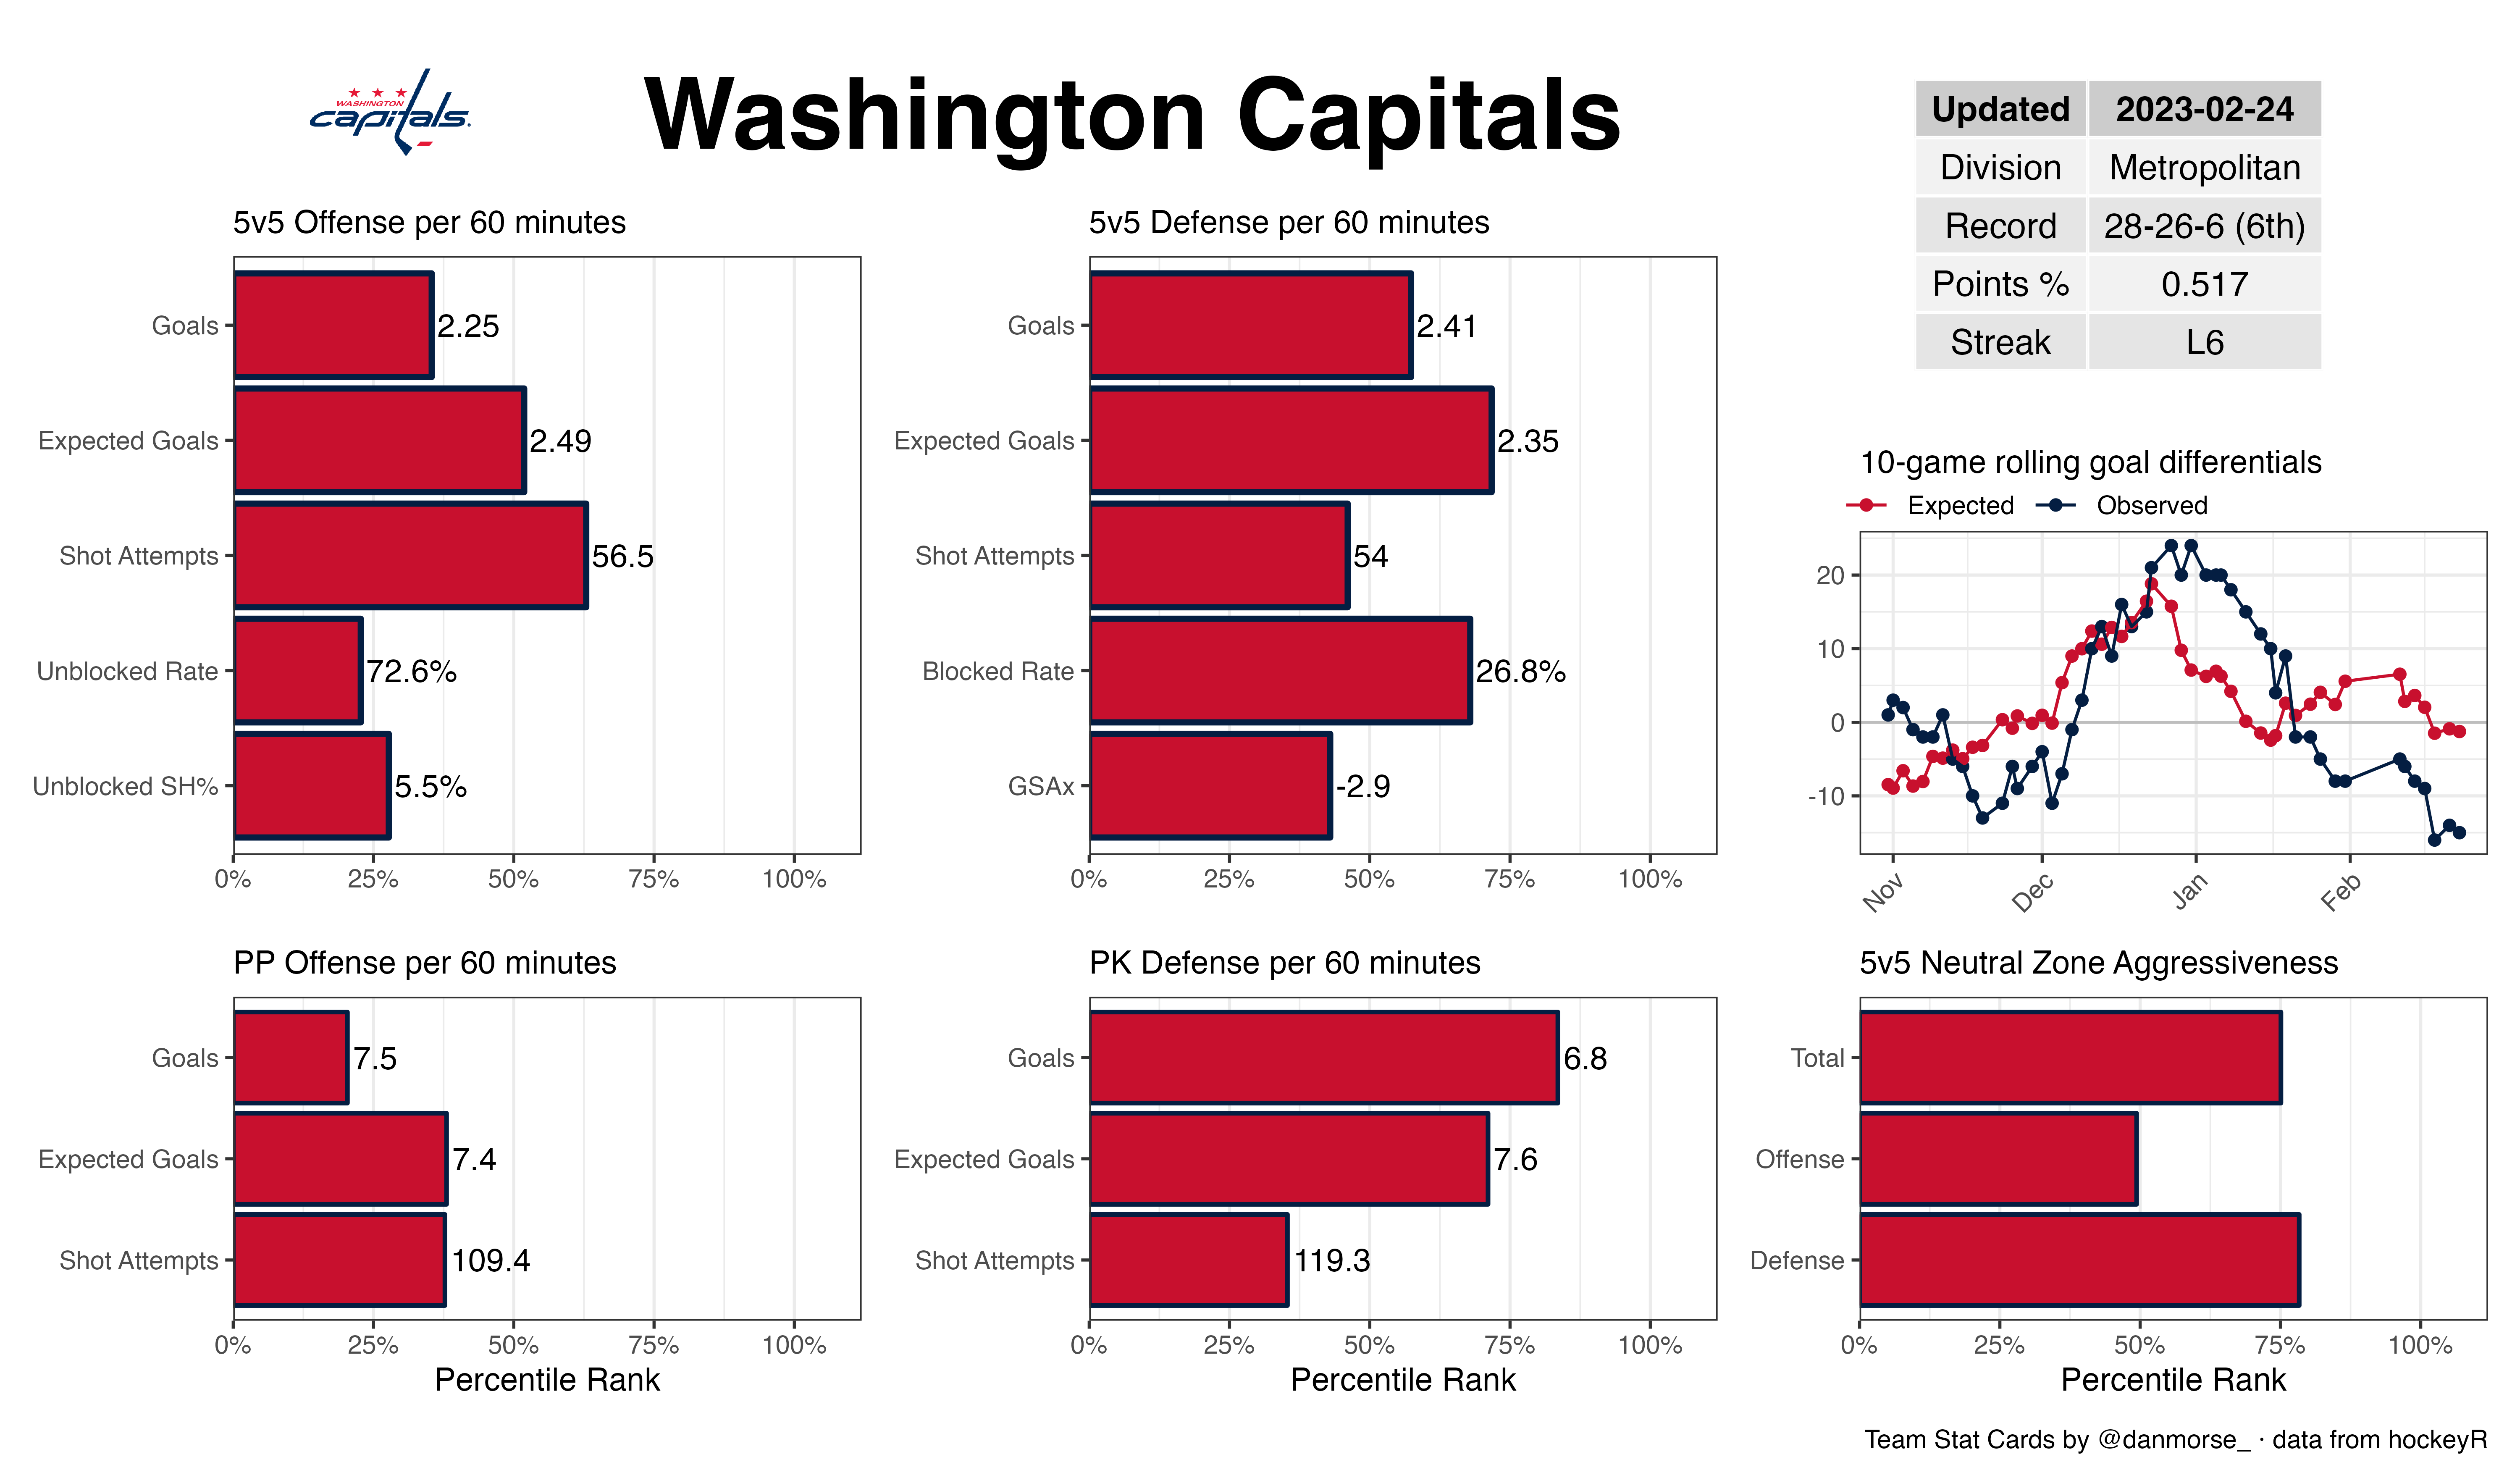 WASHINGTON
capitals.
Washington Capitals
Updated 2023-02-24
Division Metropolitan
Record 28-26-6 (6th)
Points % 0.517
Streak L6
5v5 Offense per 60 minutes
Goals 2.25
Expected Goals 2.49
Shot Attempts 56.5
Unblocked Rate 72.6%
Unblocked SH% 5.5%
0% 25% 50% 75% 100%
5v5 Defense per 60 minutes
Goals 2.41
Expected Goals 2.35
Shot Attempts 54
Blocked Rate 26.8%
GSAx -2.9
0% 25% 50% 75% 100%
10-game rolling goal differentials
Expected Observed
20
10
0
-10
Nov Dec Jan Feb
PP Offense per 60 minutes
Goals 7.5
Expected Goals 7.4
Shot Attempts 109.4
0% 25% 50% 75% 100%
Percentile Rank
PK Defense per 60 minutes
Goals 6.8
Expected Goals 7.6
Shot Attempts 119.3
0% 25% 50% 75% 100%
Percentile Rank
5v5 Neutral Zone Aggressiveness
Total
Offense
Defense
0% 25% 50% 75% 100%
Percentile Rank
Team Stat Cards by @danmorse_ · data from hockeyR